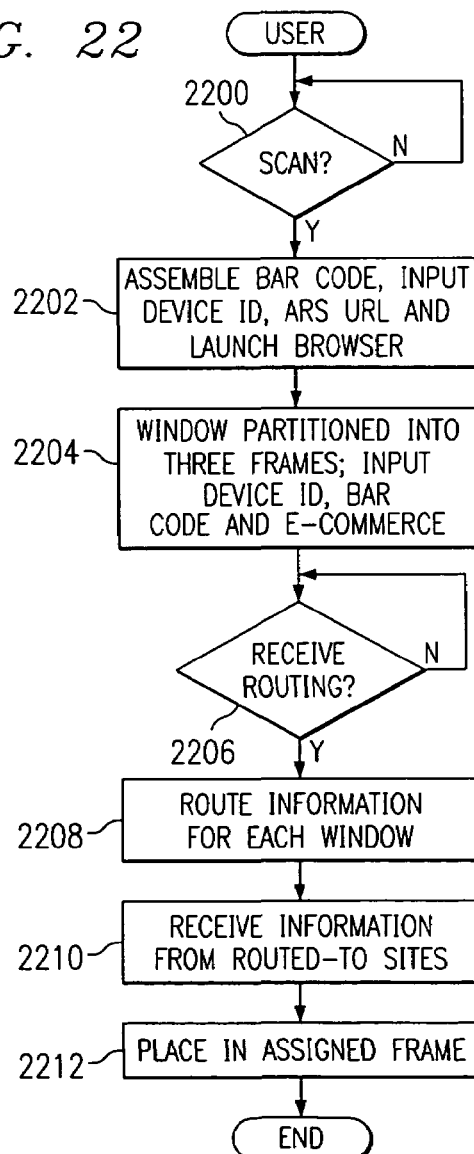 G. 22
USER
2200
SCAN?
N
Y
2202
ASSEMBLE BAR CODE, INPUT
DEVICE ID, ARS URL AND
LAUNCH BROWSER
2204
WINDOW PARTITIONED INTO
THREE FRAMES; INPUT
DEVICE ID, BAR
CODE AND E-COMMERCE
RECEIVE
ROUTING?
N
2206
Y
2208
ROUTE INFORMATION
FOR EACH WINDOW
2210
RECEIVE INFORMATION
FROM ROUTED-TO SITES
2212
PLACE IN ASSIGNED FRAME
END